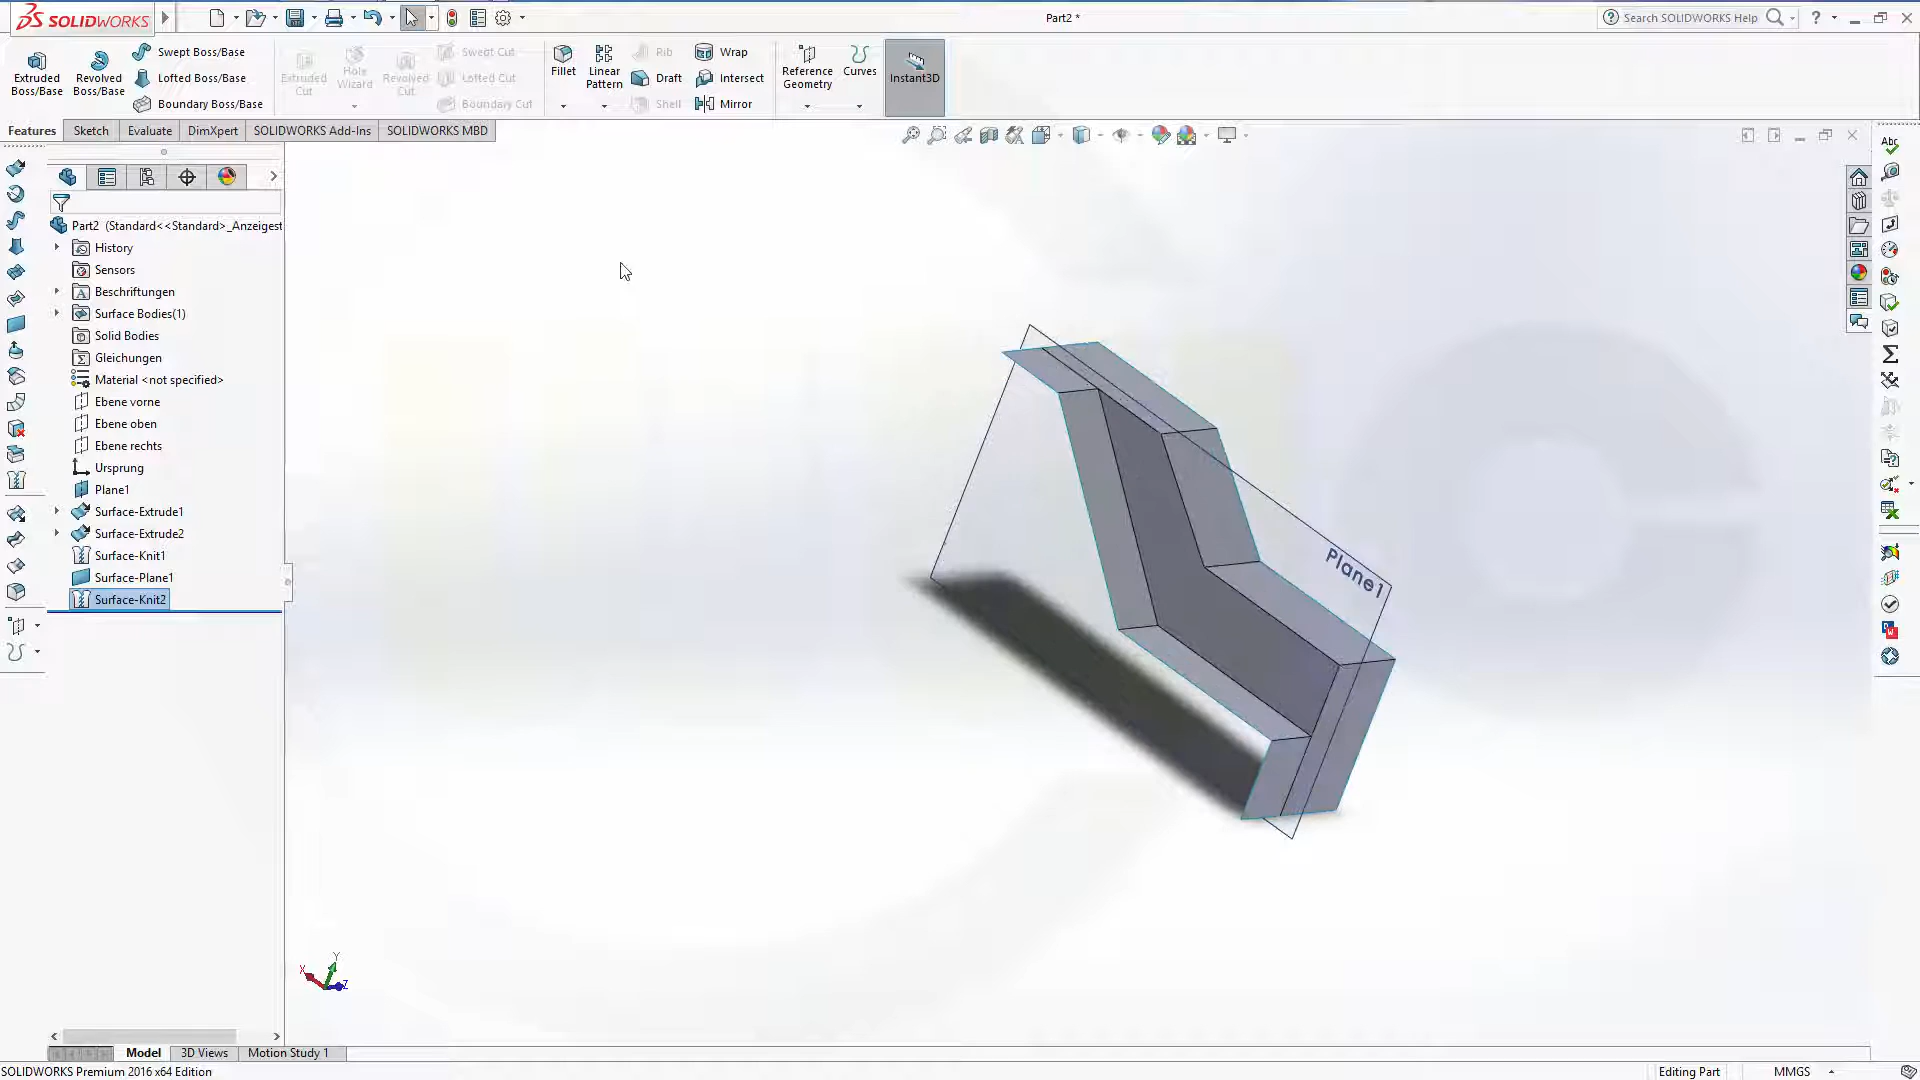 SOLIDWORKS
Part2 *
Search SOLIDWORKS Help
Extruded Boss/Base
Revolved Boss/Base
Swept Boss/Base
Lofted Boss/Base
Boundary Boss/Base
Extruded Cut
Hole Wizard
Revolved Cut
Swept Cut
Lofted Cut
Boundary Cut
Fillet
Linear Pattern
Rib
Draft
Shell
Wrap
Intersect
Mirror
Reference Geometry
Curves
Instant3D
Features
Sketch
Evaluate
DimXpert
SOLIDWORKS Add-Ins
SOLIDWORKS MBD
Part2 (Standard<<Standard>_Anzeigest
History
Sensors
Beschriftungen
Surface Bodies(1)
Solid Bodies
Gleichungen
Material <not specified>
Ebene vorne
Ebene oben
Ebene rechts
Ursprung
Plane1
Surface-Extrude1
Surface-Extrude2
Surface-Knit1
Surface-Plane1
Surface-Knit2
Plane1
X
Y
Z
Model
3D Views
Motion Study 1
SOLIDWORKS Premium 2016 x64 Edition
Editing Part
MMGS